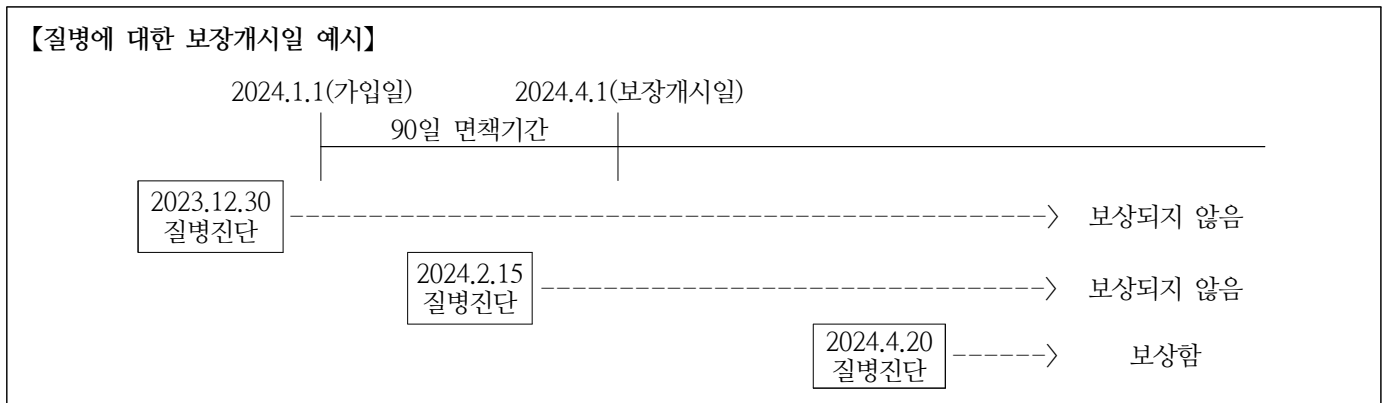 【질병에 대한 보장개시일 예시】
2024.1.1(가입일) 2024.4.1(보장개시일)
90일 면책기간
2023.12.30
질병진단
보상되지 않음
2024.2.15
질병진단
보상되지 않음
2024.4.20
질병진단
보상함